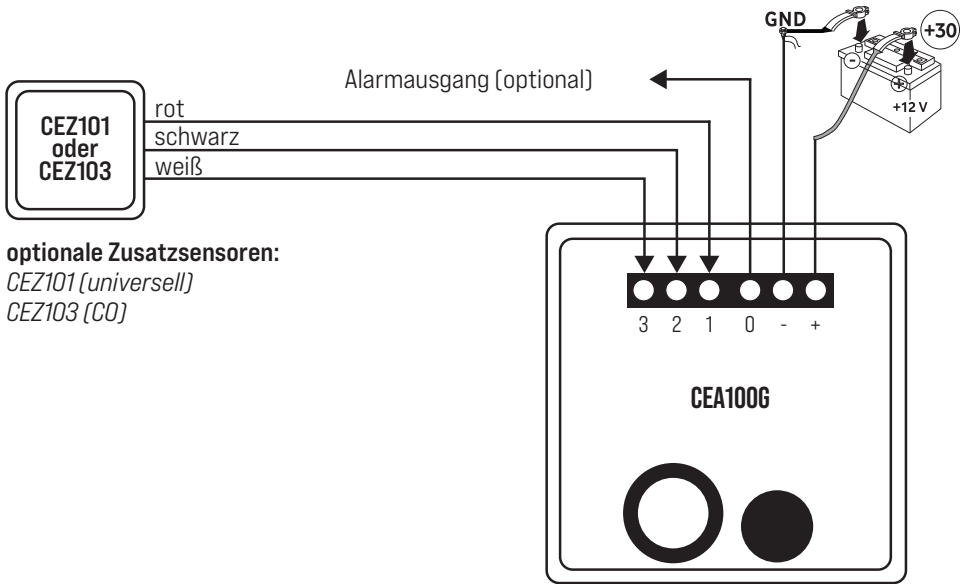 GND
+30
-
+
+12 V
Alarmausgang (optional)
CEZ101
oder
CEZ103
rot
schwarz
weiß
optionale Zusatzsensoren:
CEZ101 (universell)
CEZ103 (CO)
3 2 1 0 - +
CEA100G